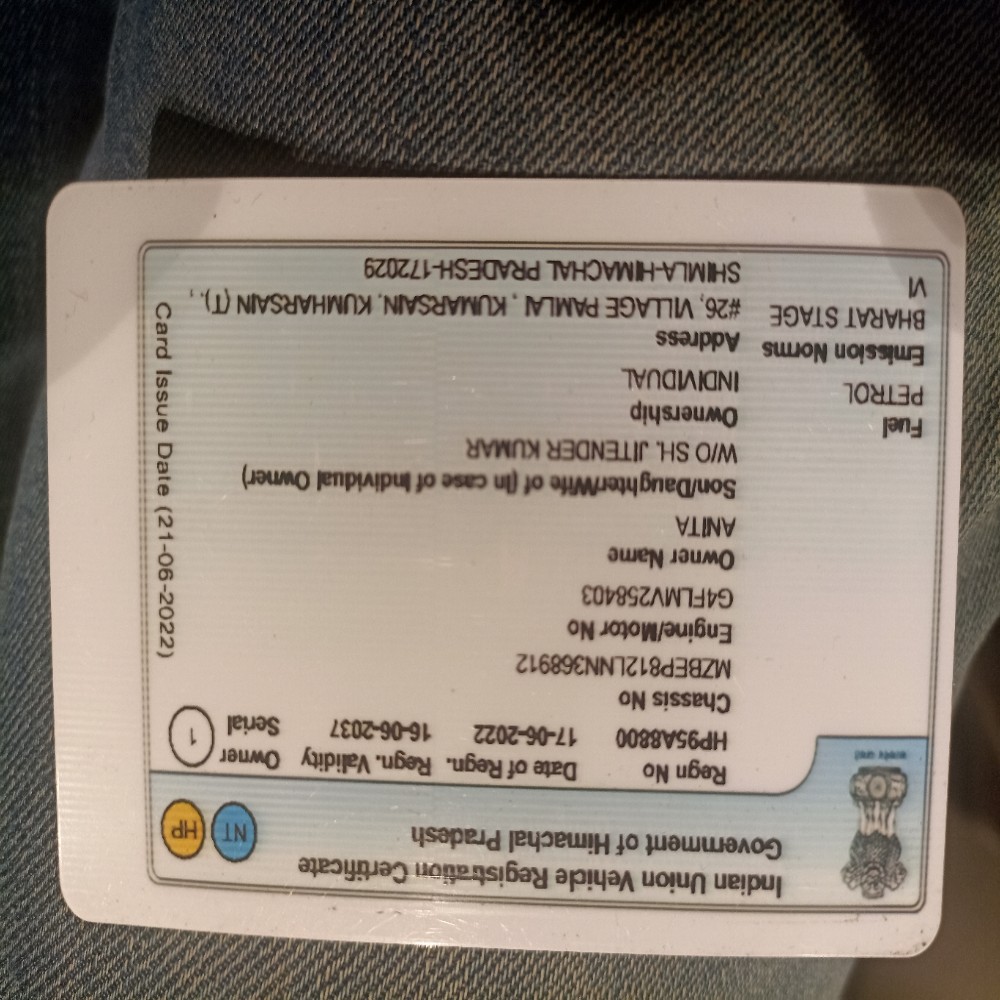 Indian Union Vehicle Registration Certificate
Government of Himachal Pradesh
NT HP
Regn No Date of Regn. Regn. Validity Owner Serial
HP95A8800 17-06-2022 16-06-2037 1
Chassis No
MZBEP812LNN368912
Engine/Motor No
G4FLMV258403
Owner Name
ANITA
Son/Daughter/Wife of (In case of Individual Owner)
W/O SH. JITENDER KUMAR
Fuel
PETROL
Ownership
INDIVIDUAL
Emission Norms
BHARAT STAGE
VI
Address
#26, VILLAGE PAMLAI , KUMARSAIN, KUMHARSAIN (T), ,
SHIMLA-HIMACHAL PRADESH-172029
Card Issue Date (21-06-2022)